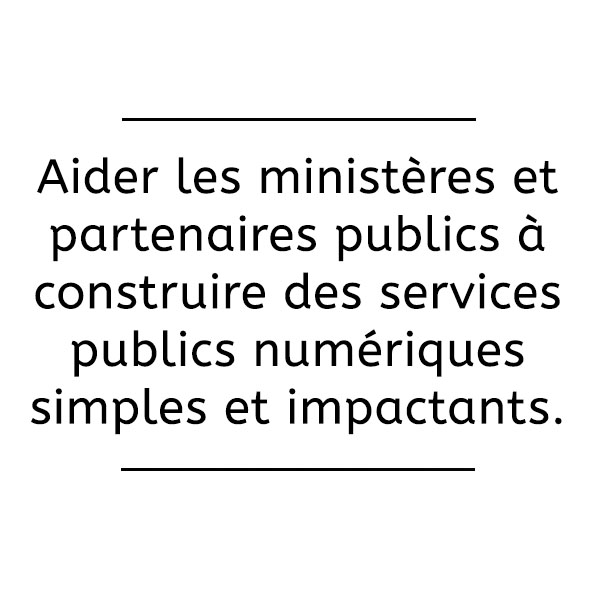 Aider les ministères et
partenaires publics à
construire des services
publics numériques
simples et impactants.